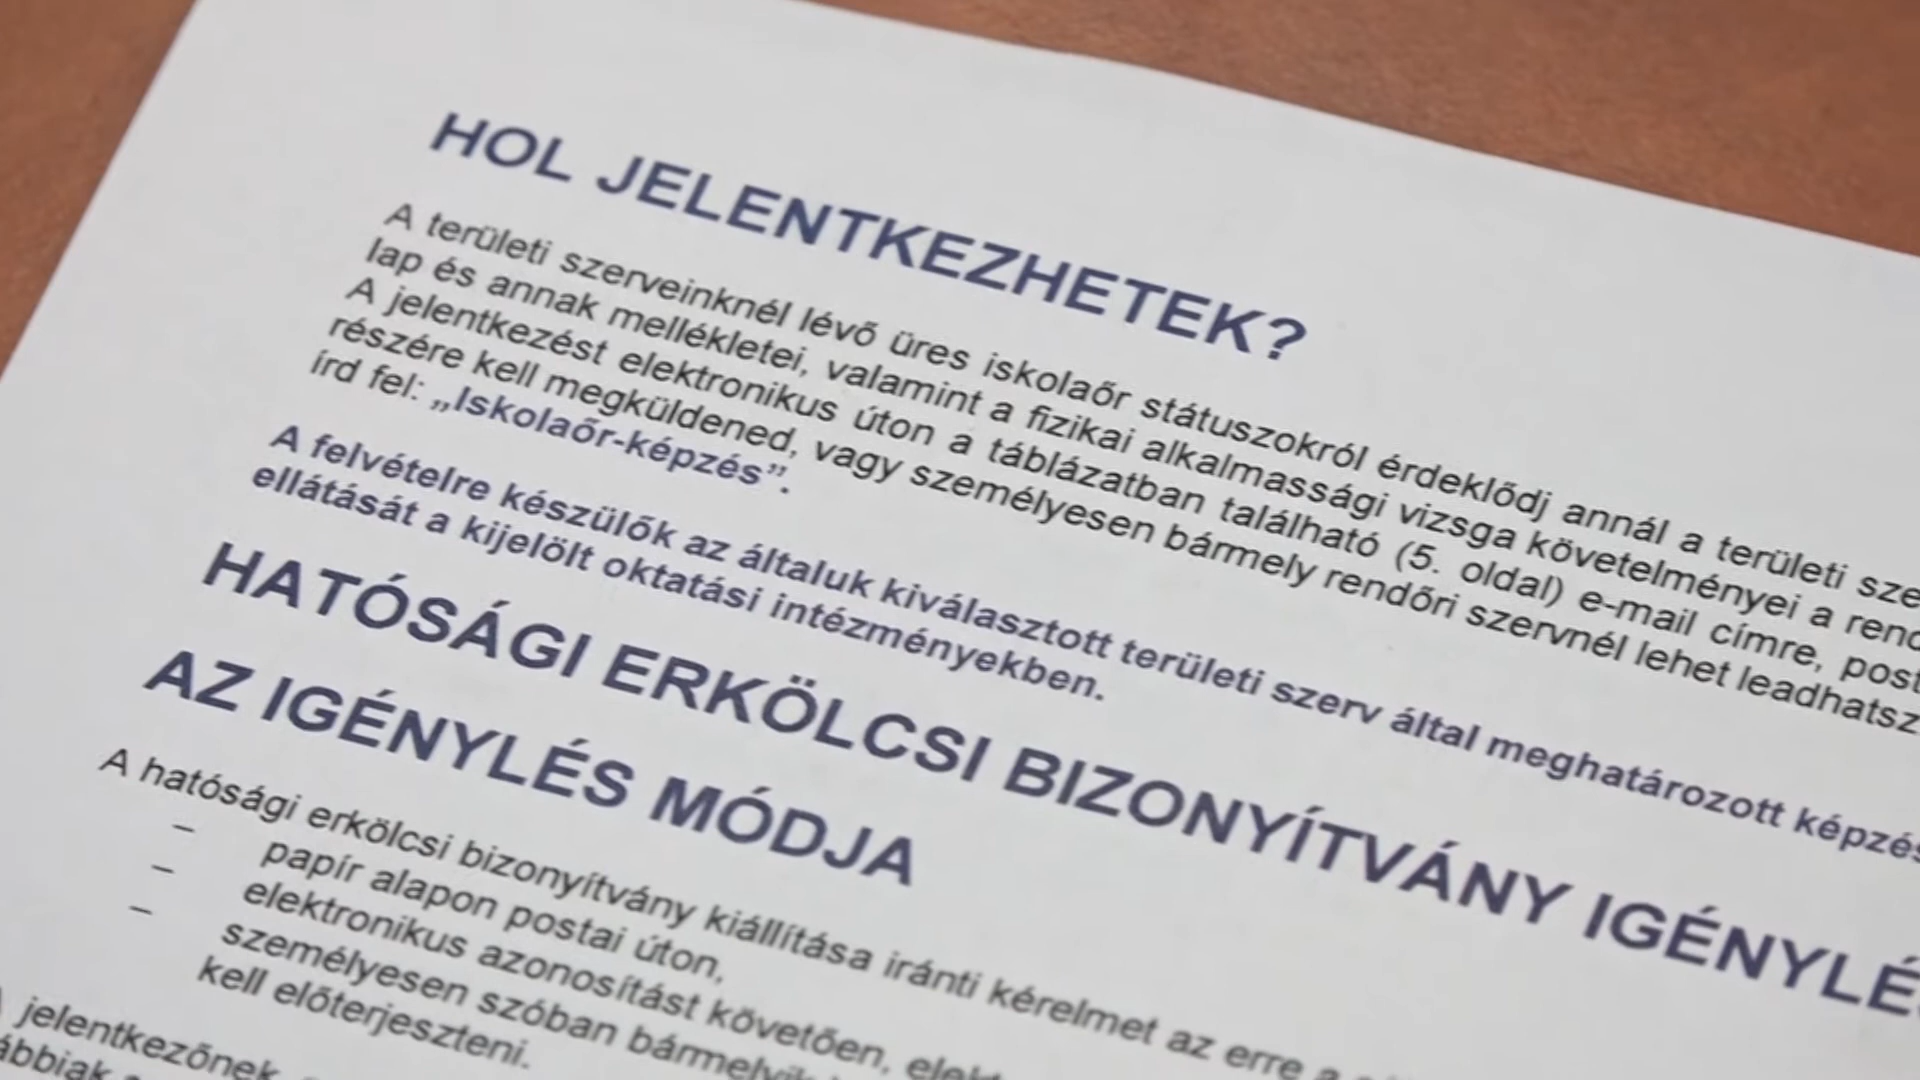 HOL JELENTKEZHETEK?
A területi szerveinknél lévő üres iskolaőr státuszokról érdeklődj annál a területi sze
lap és annak mellékletei, valamint a fizikai alkalmassági vizsga követelményei a rend
A jelentkezést elektronikus úton a táblázatban található (5. oldal) e-mail címre, post
részére kell megküldened, vagy személyesen bármely rendőri szervnél lehet leadhatsz
írd fel: „Iskolaőr-képzés”.
A felvételre készülők az általuk kiválasztott területi szerv által meghatározott képzés
ellátását a kijelölt oktatási intézményekben.
HATÓSÁGI ERKÖLCSI BIZONYÍTVÁNY IGÉNYLÉ
AZ IGÉNYLÉS MÓDJA
A hatósági erkölcsi bizonyítvány kiállítása iránti kérelmet az erre a
– papír alapon postai úton,
– elektronikus azonosítást követően, elekt
– személyesen szóban bármelyik
kell előterjeszteni.
jelentkezőnek
ábbiak